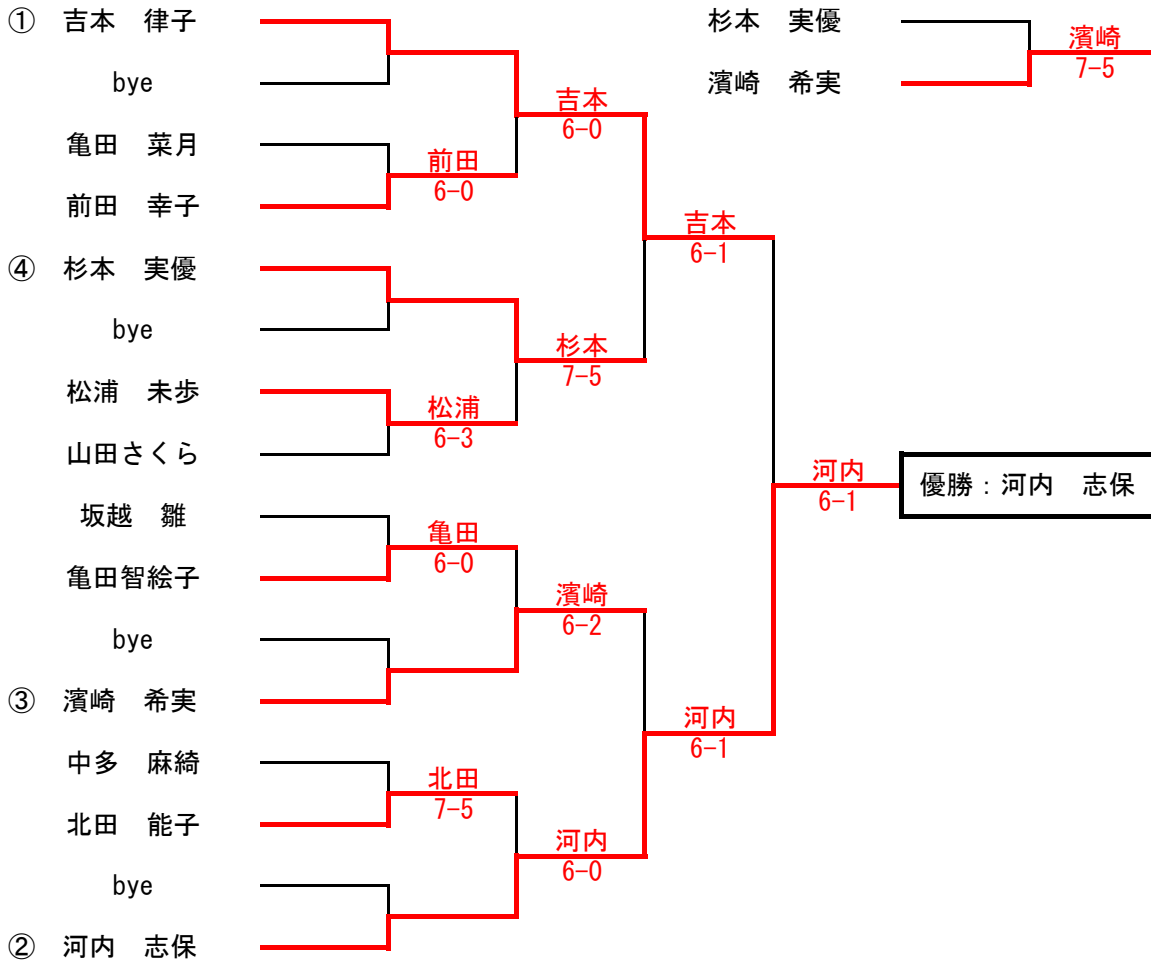 ① 吉本　律子
bye
亀田　菜月
前田　幸子
④ 杉本　実優
bye
松浦　未歩
山田さくら
坂越　雛
亀田智絵子
bye
③ 濱崎　希実
中多　麻綺
北田　能子
bye
② 河内　志保
前田
6-0
松浦
6-3
亀田
6-0
北田
7-5
吉本
6-0
杉本
7-5
濱崎
6-2
河内
6-0
吉本
6-1
河内
6-1
河内
6-1
優勝：河内　志保
杉本　実優
濱崎　希実
濱崎
7-5